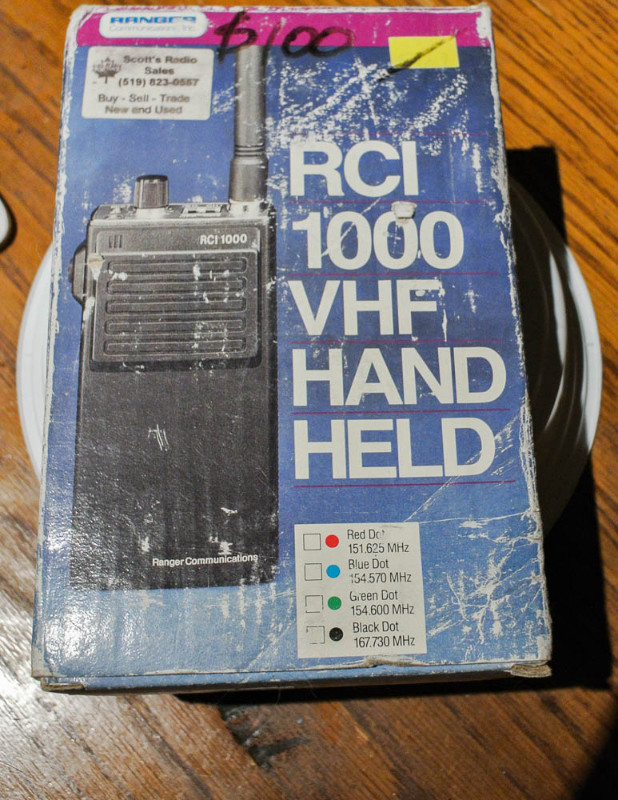 RANGER
Communications Inc.
$100
Scott's Radio
Sales
(519) 823-0557
Buy - Sell - Trade
New and Used
RCI
1000
VHF
HAND
HELD
RCI 1000
Ranger Communications
Red Dot
151.625 MHz
Blue Dot
154.570 MHz
Green Dot
154.600 MHz
Black Dot
167.730 MHz